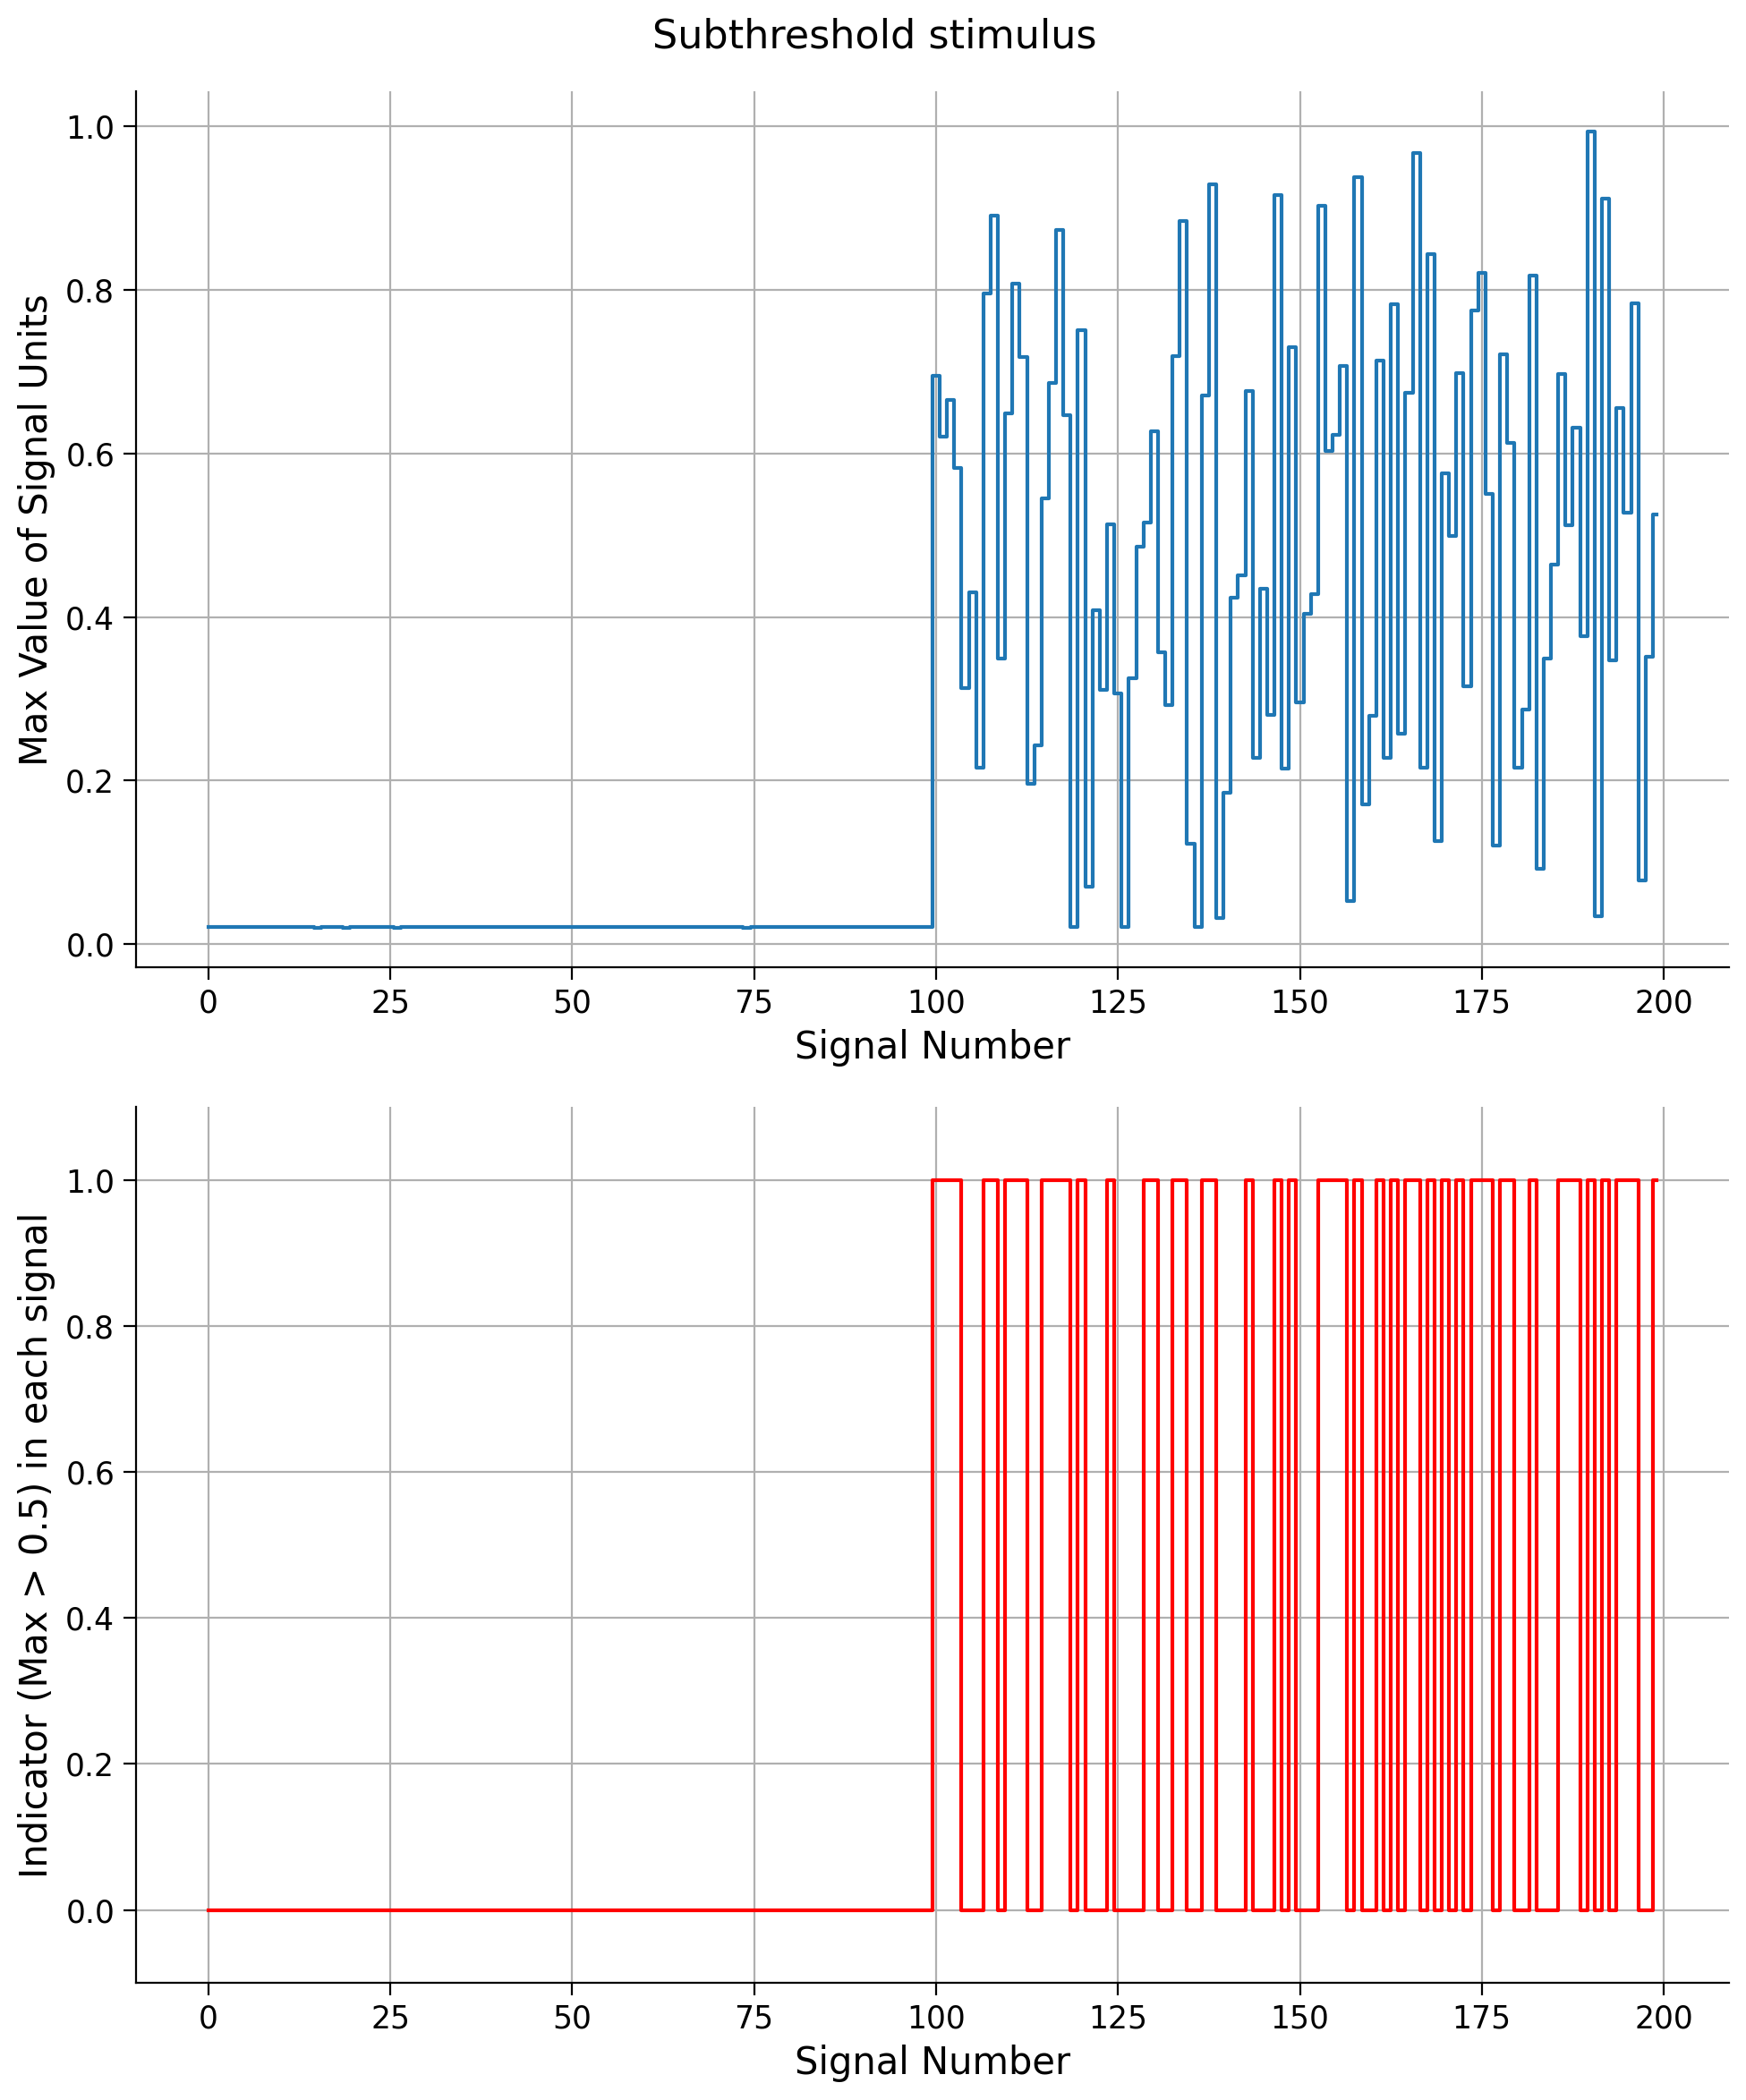 Subthreshold stimulus
Max Value of Signal Units
1.0
0.8
0.6
0.4
0.2
0.0
0 25 50 75 100 125 150 175 200
Signal Number
Indicator (Max > 0.5) in each signal
1.0
0.8
0.6
0.4
0.2
0.0
0 25 50 75 100 125 150 175 200
Signal Number